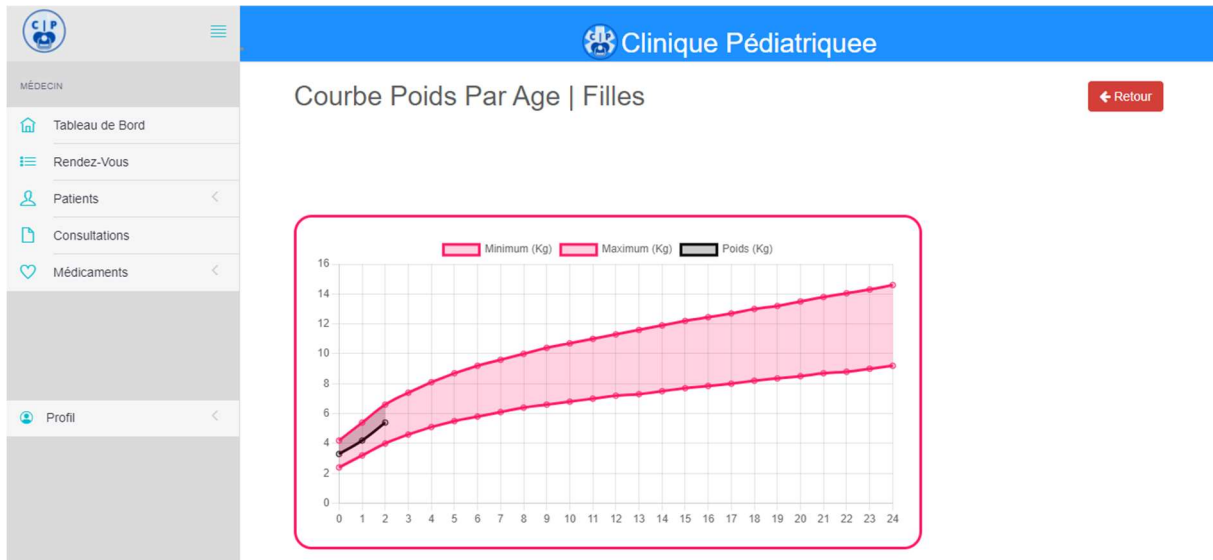 CIP
CIP Clinique Pédiatriquee
MÉDECIN
Tableau de Bord
Rendez-Vous
Patients
Consultations
Médicaments
Profil
Courbe Poids Par Age | Filles
Retour
Minimum (Kg) Maximum (Kg) Poids (Kg)
16
14
12
10
8
6
4
2
0
0 1 2 3 4 5 6 7 8 9 10 11 12 13 14 15 16 17 18 19 20 21 22 23 24